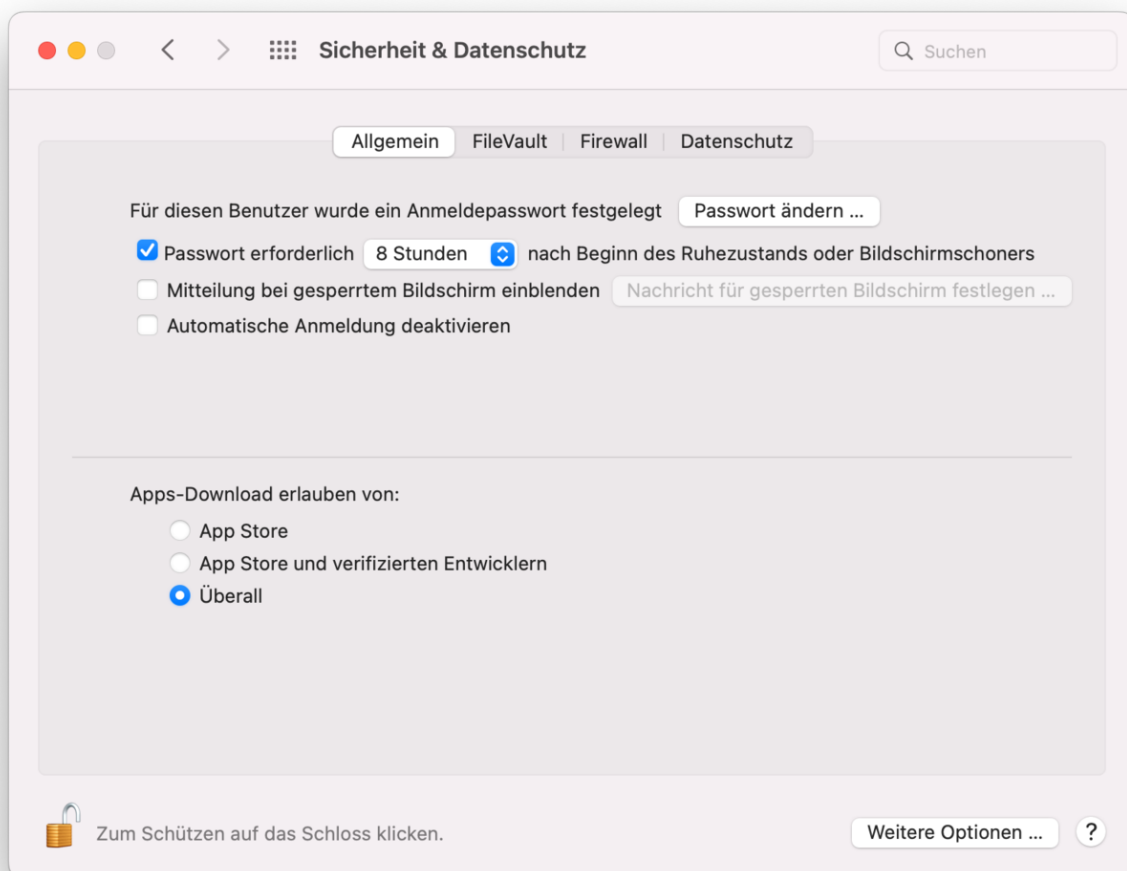 Sicherheit & Datenschutz
Suchen
Allgemein FileVault Firewall Datenschutz
Für diesen Benutzer wurde ein Anmeldepasswort festgelegt Passwort ändern ...
Passwort erforderlich 8 Stunden nach Beginn des Ruhezustands oder Bildschirmschoners
Mitteilung bei gesperrtem Bildschirm einblenden Nachricht für gesperrten Bildschirm festlegen ...
Automatische Anmeldung deaktivieren
Apps-Download erlauben von:
App Store
App Store und verifizierten Entwicklern
Überall
Zum Schützen auf das Schloss klicken.
Weitere Optionen ... ?